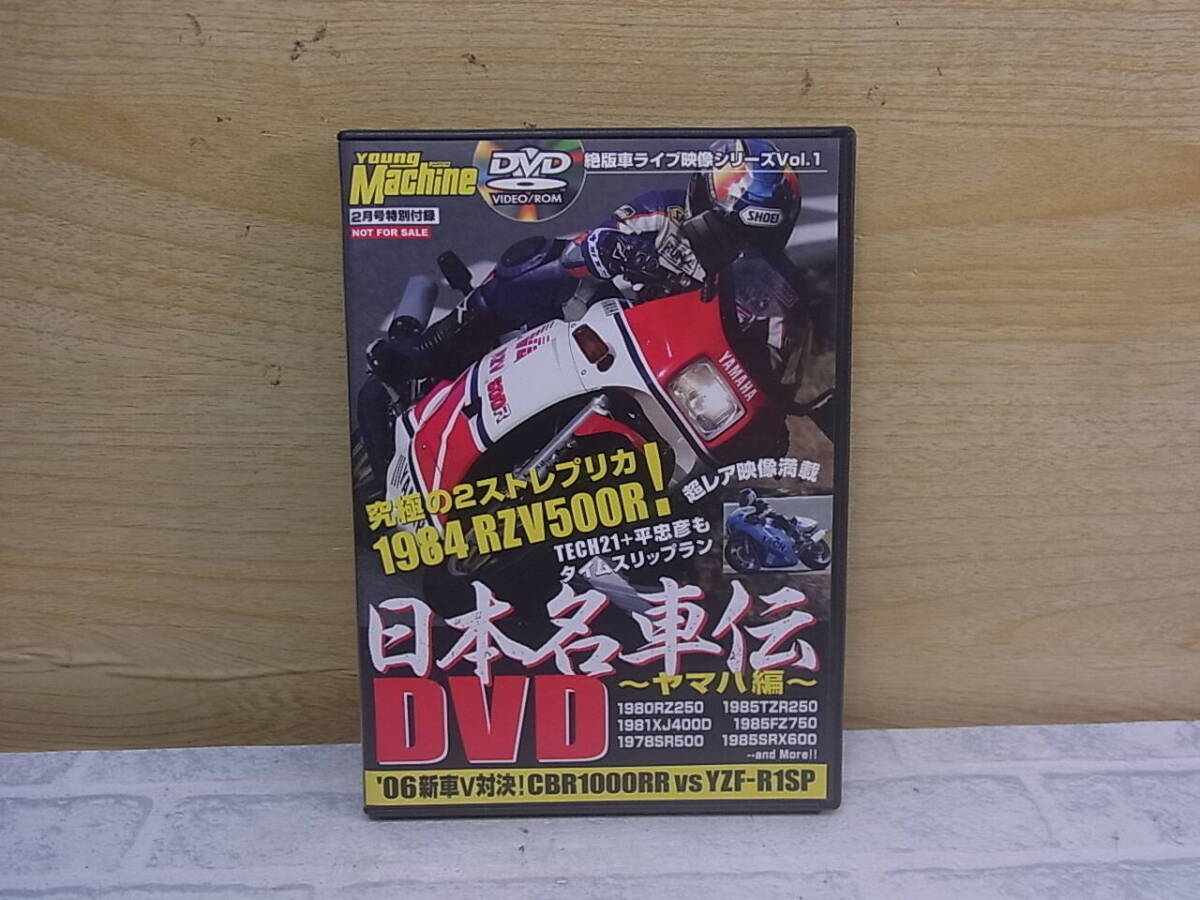 Young
Machine
DVD
VIDEO/ROM
絶版車ライブ映像シリーズVol.1
2月号特別付録
NOT FOR SALE
SHOEI
YAMAHA
YAMAHA
RZV 500R
究極の2ストレプリカ
1984 RZV500R!
超レア映像満載
TECH21+平忠彦も
タイムスリップラン
日本名車伝
DVD
～ヤマハ編～
1980RZ250 1985TZR250
1981XJ400D 1985FZ750
1978SR500 1985SRX600
--and More!!
'06新車V対決!CBR1000RR vs YZF-R1SP